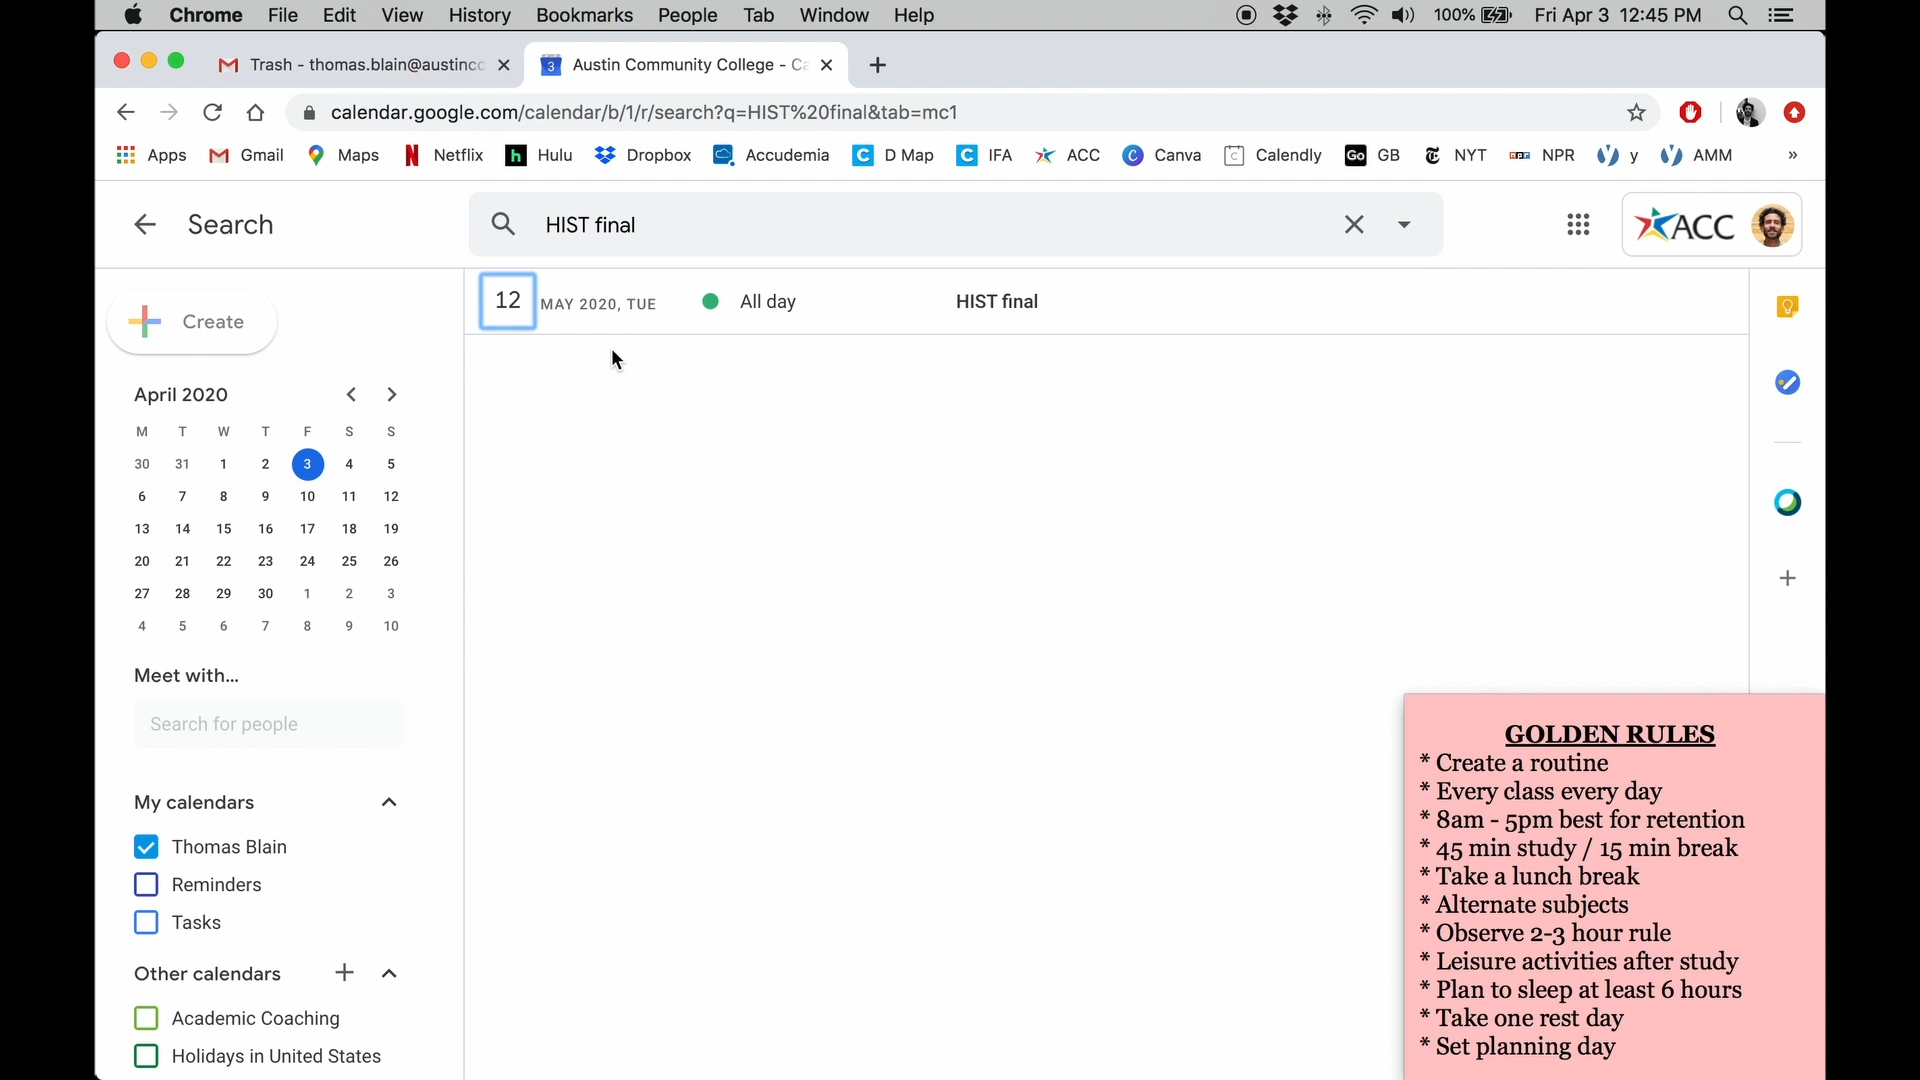 Chrome File Edit View History Bookmarks People Tab Window Help 100% Fri Apr 3 12:45 PM
Trash - thomas.blain@austincc
3 Austin Community College - Ca
calendar.google.com/calendar/b/1/r/search?q=HIST%20final&tab=mc1
Apps Gmail Maps Netflix h Hulu Dropbox Accudemia C D Map C IFA ACC C Canva C Calendly Go GB NYT npr NPR y AMM »
Search HIST final ACC
12 MAY 2020, TUE All day HIST final
Create
April 2020
M T W T F S S
30 31 1 2 3 4 5
6 7 8 9 10 11 12
13 14 15 16 17 18 19
20 21 22 23 24 25 26
27 28 29 30 1 2 3
4 5 6 7 8 9 10
Meet with...
Search for people
My calendars
Thomas Blain
Reminders
Tasks
Other calendars
Academic Coaching
Holidays in United States
GOLDEN RULES
* Create a routine
* Every class every day
* 8am - 5pm best for retention
* 45 min study / 15 min break
* Take a lunch break
* Alternate subjects
* Observe 2-3 hour rule
* Leisure activities after study
* Plan to sleep at least 6 hours
* Take one rest day
* Set planning day